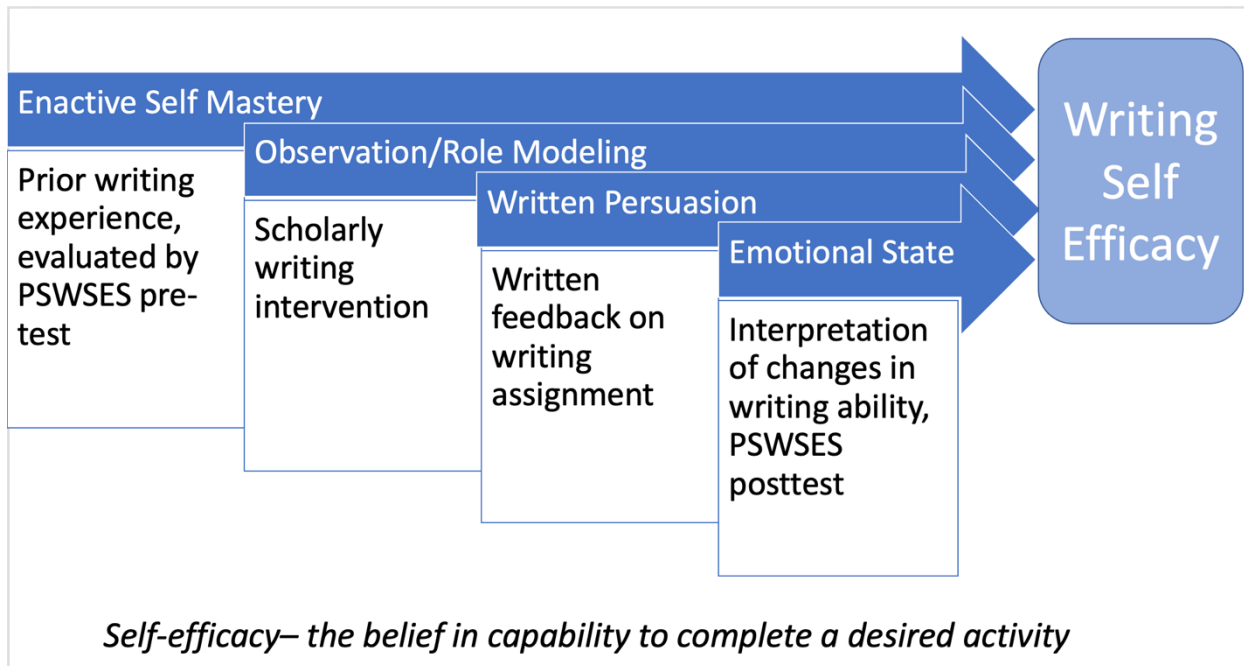 Enactive Self Mastery
Prior writing
experience,
evaluated by
PSWSES pre-
test
Observation/Role Modeling
Scholarly
writing
intervention
Written Persuasion
Written
feedback on
writing
assignment
Emotional State
Interpretation
of changes in
writing ability,
PSWSES
posttest
Writing
Self
Efficacy
Self-efficacy– the belief in capability to complete a desired activity